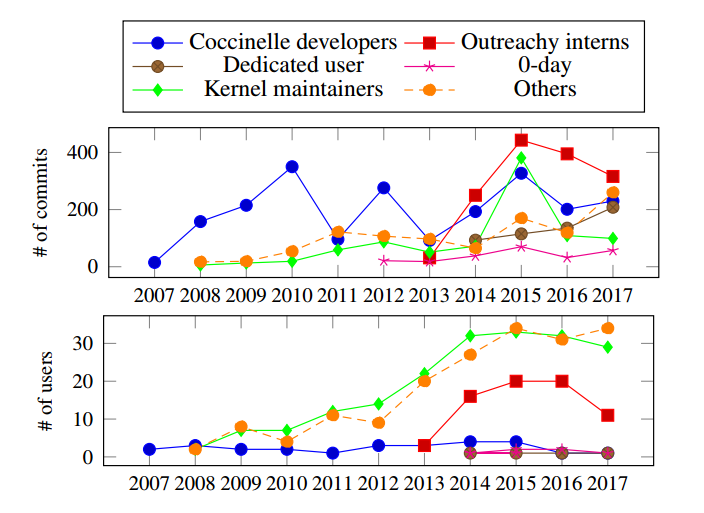 Coccinelle developers Outreachy interns
Dedicated user 0-day
Kernel maintainers Others
# of commits
400
200
0
2007 2008 2009 2010 2011 2012 2013 2014 2015 2016 2017
# of users
30
20
10
0
2007 2008 2009 2010 2011 2012 2013 2014 2015 2016 2017